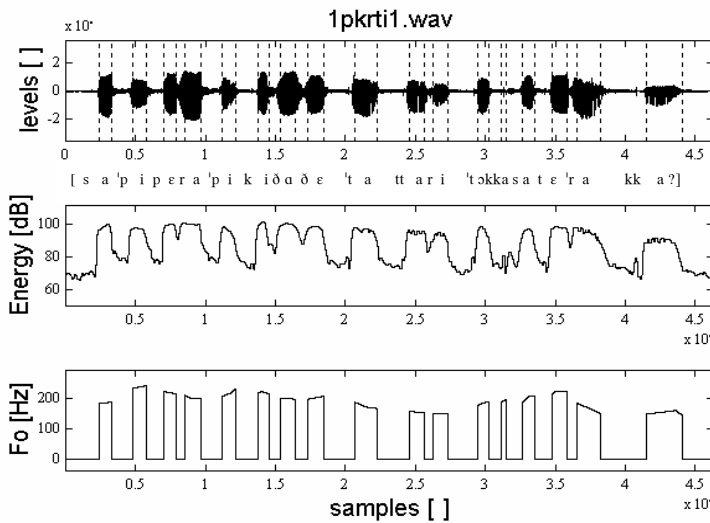 1pkrti1.wav
x 10⁴
levels [ ]
2
0
-2
0 0.5 1 1.5 2 2.5 3 3.5 4 4.5
[ s a ˈp i p ɛ r a ˈp i k i ð ɑ ð ɛ ˈt a tt a r i ˈt ɔ kk a s a t ɛ ˈr a kk a ?]
Energy [dB]
100
80
60
0.5 1 1.5 2 2.5 3 3.5 4 4.5
Fo [Hz]
200
100
0
0.5 1 1.5 2 2.5 3 3.5 4 4.5
samples [ ]